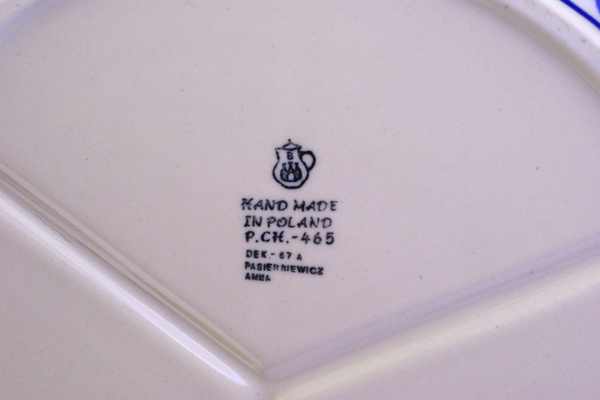 B
HAND MADE
IN POLAND
P.CH.-465
DEK.- 67 A
PASIERBIEWICZ
ANNA